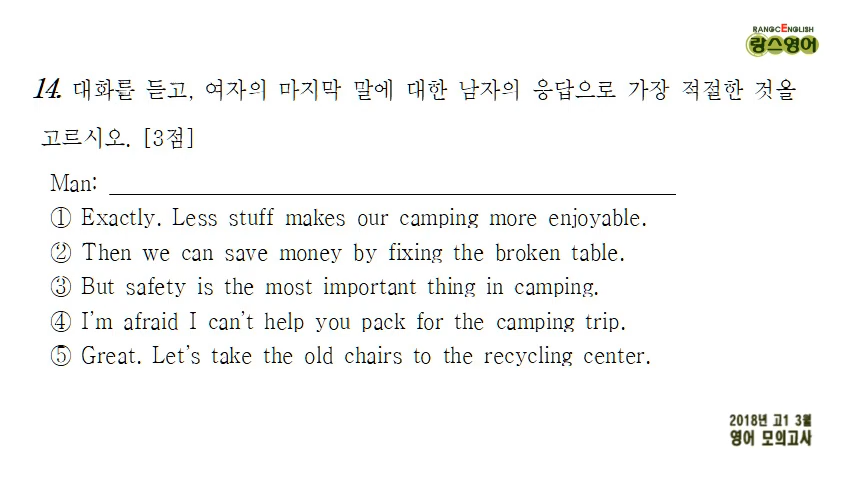 RANGCENGLISH
랑스영어
14. 대화를 듣고, 여자의 마지막 말에 대한 남자의 응답으로 가장 적절한 것을
고르시오. [3점]
Man:
① Exactly. Less stuff makes our camping more enjoyable.
② Then we can save money by fixing the broken table.
③ But safety is the most important thing in camping.
④ I'm afraid I can't help you pack for the camping trip.
⑤ Great. Let's take the old chairs to the recycling center.
2018년 고1 3월
영어 모의고사